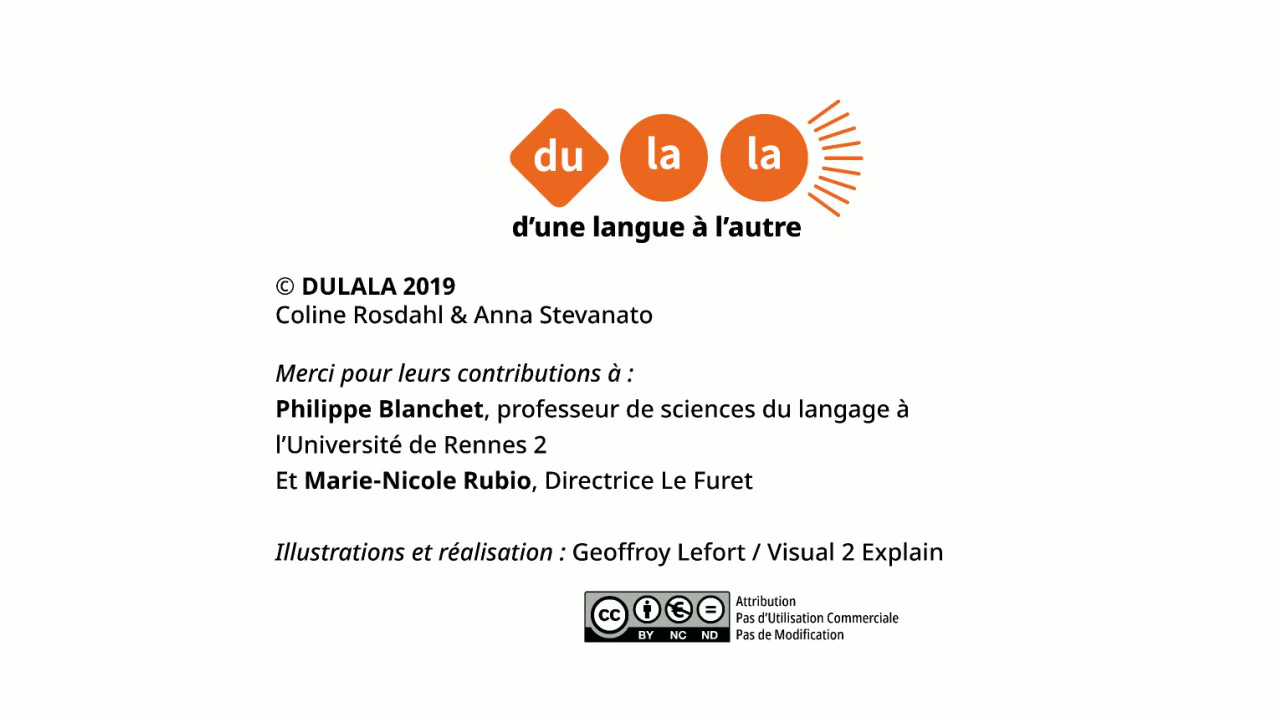 du la la
d’une langue à l’autre
© DULALA 2019
Coline Rosdahl & Anna Stevanato
Merci pour leurs contributions à :
Philippe Blanchet, professeur de sciences du langage à
l’Université de Rennes 2
Et Marie-Nicole Rubio, Directrice Le Furet
Illustrations et réalisation : Geoffroy Lefort / Visual 2 Explain
cc BY NC ND
Attribution
Pas d’Utilisation Commerciale
Pas de Modification